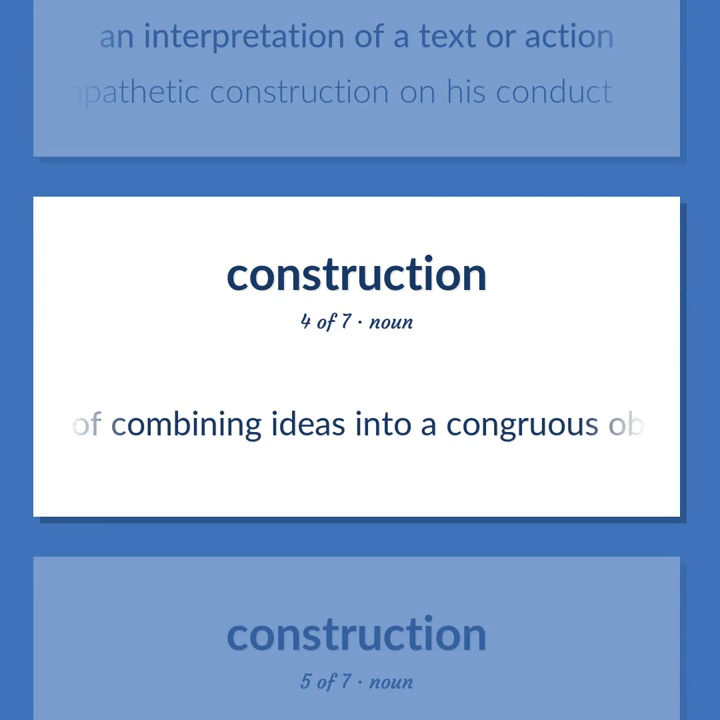 an interpretation of a text or action
construction on his conduct
construction
4 of 7 · noun
of combining ideas into a congruous
construction
5 of 7 · noun